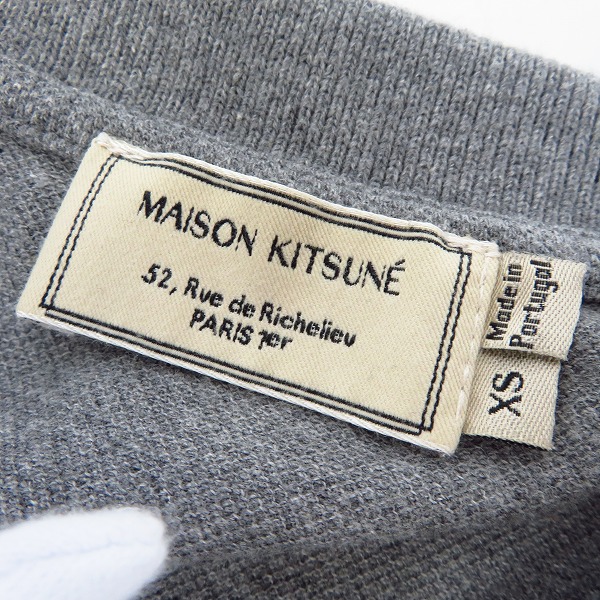 MAISON KITSUNÉ
52, Rue de Richelieu
PARIS 1er
Made in
Portugal
XS